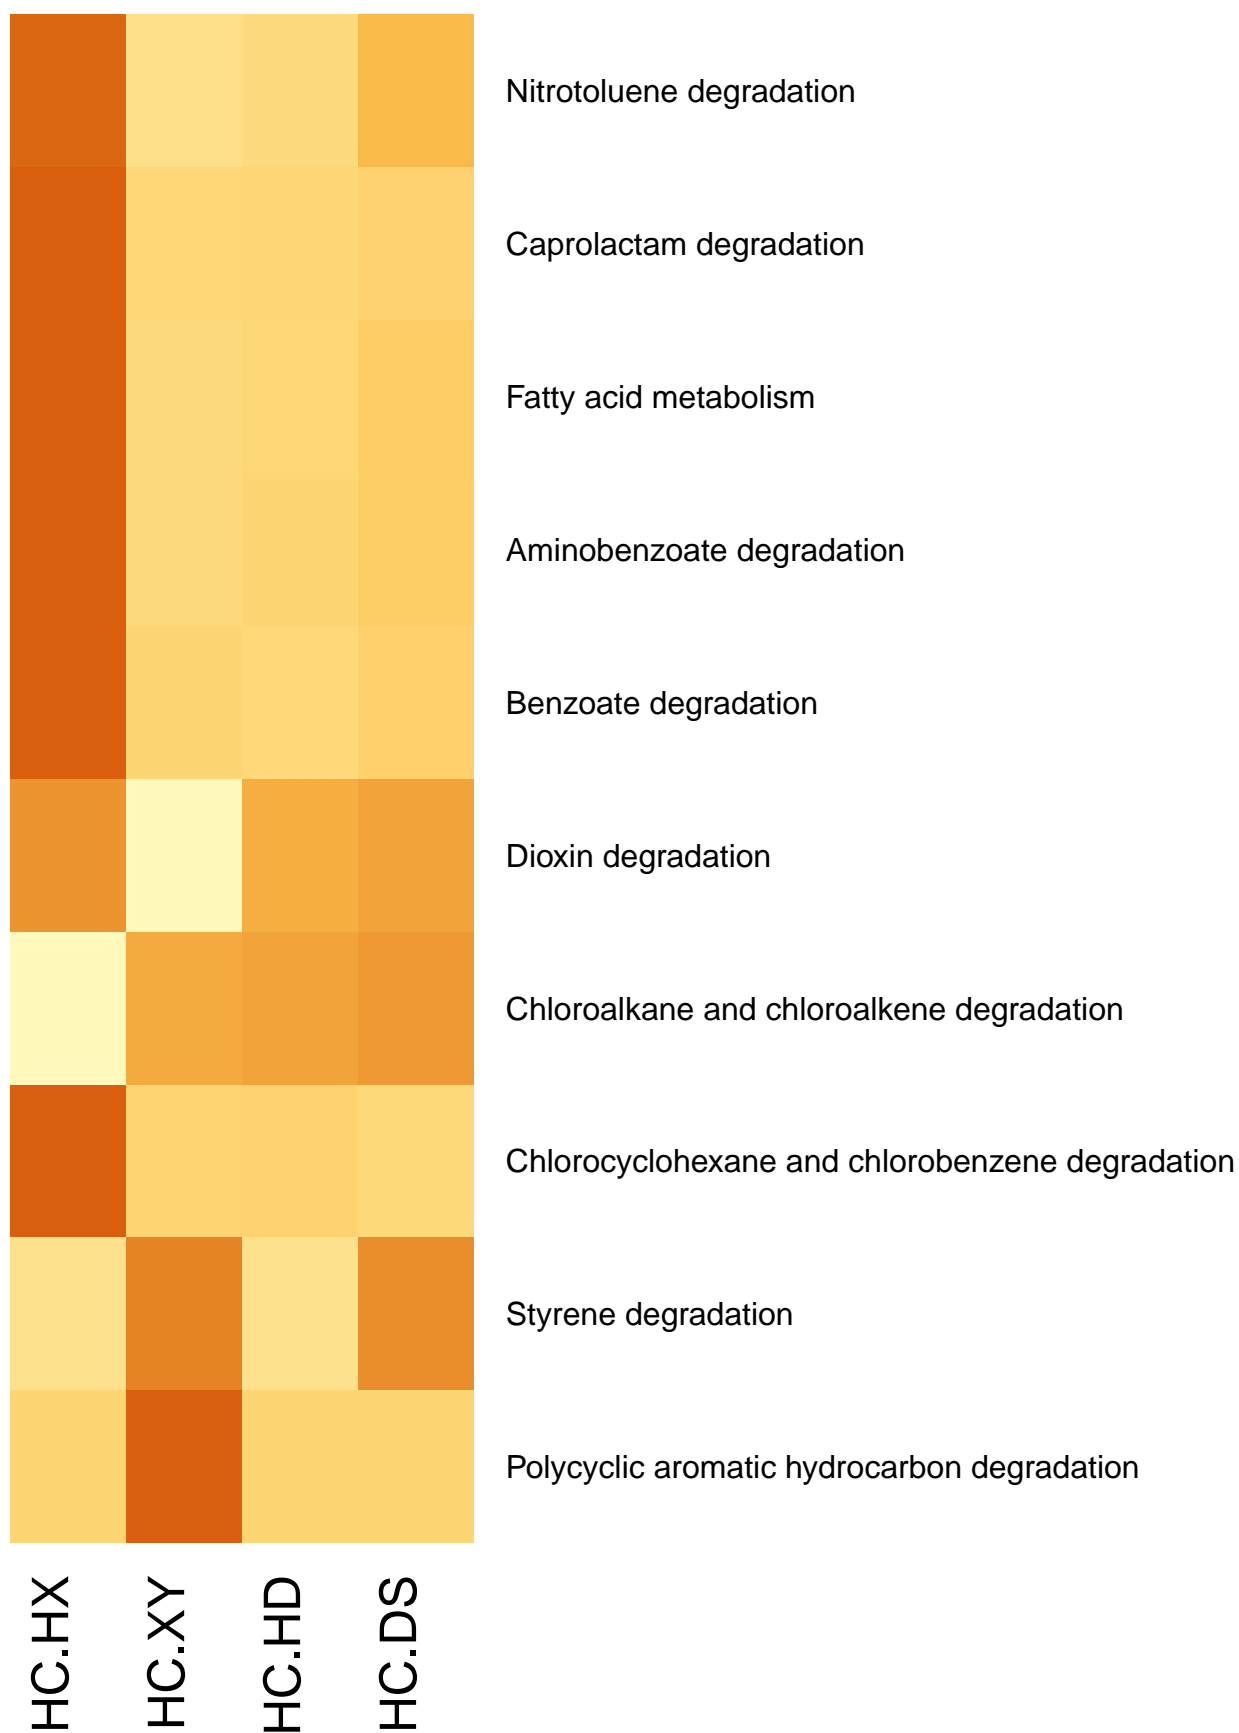 Nitrotoluene degradation
Caprolactam degradation
Fatty acid metabolism
Aminobenzoate degradation
Benzoate degradation
Dioxin degradation
Chloroalkane and chloroalkene degradation
Chlorocyclohexane and chlorobenzene degradation
Styrene degradation
Polycyclic aromatic hydrocarbon degradation
HC.HX
HC.XY
HC.HD
HC.DS